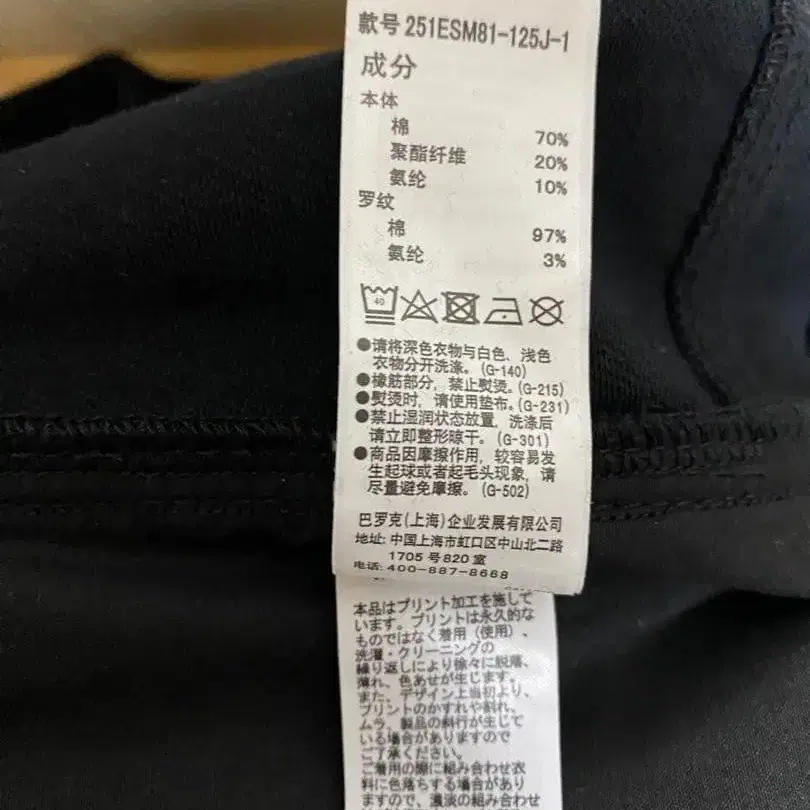 款号 251ESM81-125J-1
成分
本体
棉 70%
聚酯纤维 20%
氨纶 10%
罗纹
棉 97%
氨纶 3%
40
●请将深色衣物与白色、浅色
衣物分开洗涤。(G-140)
●橡筋部分,禁止熨烫。(G-215)
●熨烫时,请使用垫布。(G-231)
●禁止湿润状态放置,洗涤后
请立即整形晾干。(G-301)
●商品因摩擦作用,较容易发
生起球或者起毛头现象,请
尽量避免摩擦。(G-502)
巴罗克(上海)企业发展有限公司
地址:中国上海市虹口区中山北二路
1705号820室
电话:400-887-8668
本品はプリント加工を施して
います。プリントは永久的な
ものではなく着用(使用)、
洗濯・クリーニングの
繰り返しにより徐々に脱落、
薄れ、色あせが生じます。
また、デザイン上当初より、
プリントのかすれや割れ、
ムラ、製品の斜行が生じて
いる場合がありますので
ご了承ください。
ご着用の際に組み合わせ衣
料に色落ちする場合があり
ますので、濃淡の組み合わせ